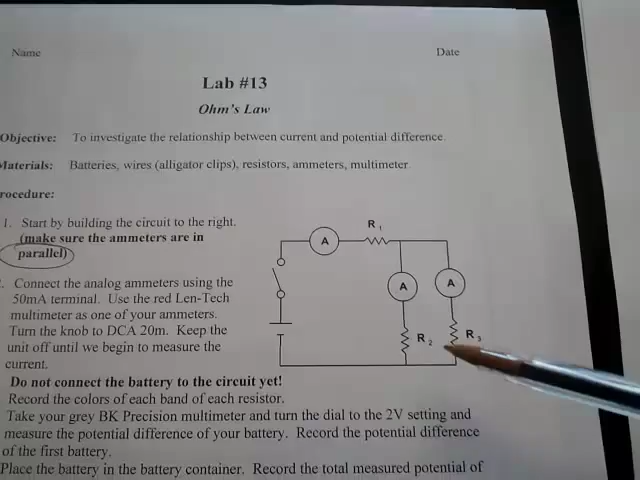 Name
Date
Lab #13
Ohm's Law
Objective: To investigate the relationship between current and potential difference.
Materials: Batteries, wires (alligator clips), resistors, ammeters, multimeter
rocedure:
1. Start by building the circuit to the right.
(make sure the ammeters are in
parallel)
. Connect the analog ammeters using the
50mA terminal. Use the red Len-Tech
multimeter as one of your ammeters.
Turn the knob to DCA 20m. Keep the
unit off until we begin to measure the
current.
A
R 1
A
A
R 2
R 3
Do not connect the battery to the circuit yet!
Record the colors of each band of each resistor.
Take your grey BK Precision multimeter and turn the dial to the 2V setting and
measure the potential difference of your battery. Record the potential difference
of the first battery.
Place the battery in the battery container. Record the total measured potential of